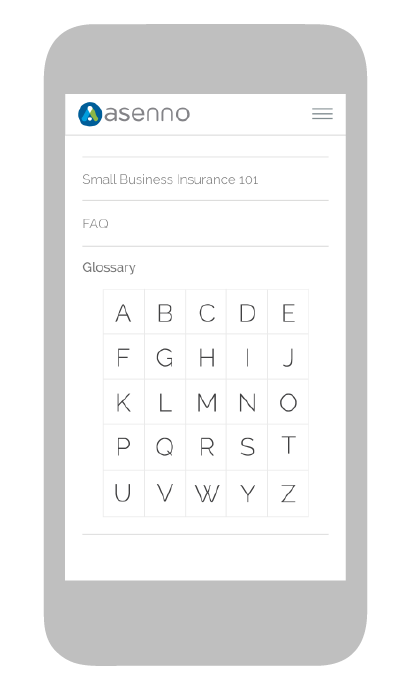 asenno
Small Business Insurance 101
FAQ
Glossary
A B C D E
F G H I J
K L M N O
P Q R S T
U V W Y Z